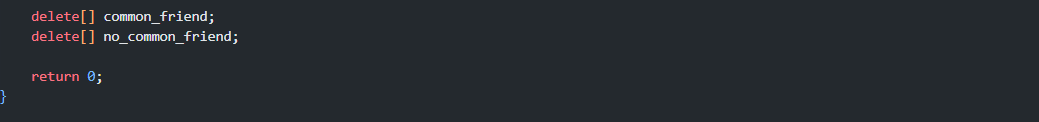 delete[] common_friend;
delete[] no_common_friend;
return 0;
}